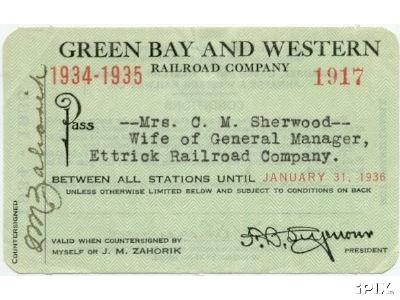 GREEN BAY AND WESTERN
RAILROAD COMPANY
1934-1935
1917
Pass
--Mrs. C. M. Sherwood--
Wife of General Manager,
Ettrick Railroad Company.
BETWEEN ALL STATIONS UNTIL JANUARY 31, 1936
UNLESS OTHERWISE LIMITED BELOW AND SUBJECT TO CONDITIONS ON BACK
COUNTERSIGNED
J M Zahorik
VALID WHEN COUNTERSIGNED BY
MYSELF OR J. M. ZAHORIK
PRESIDENT
iPIX